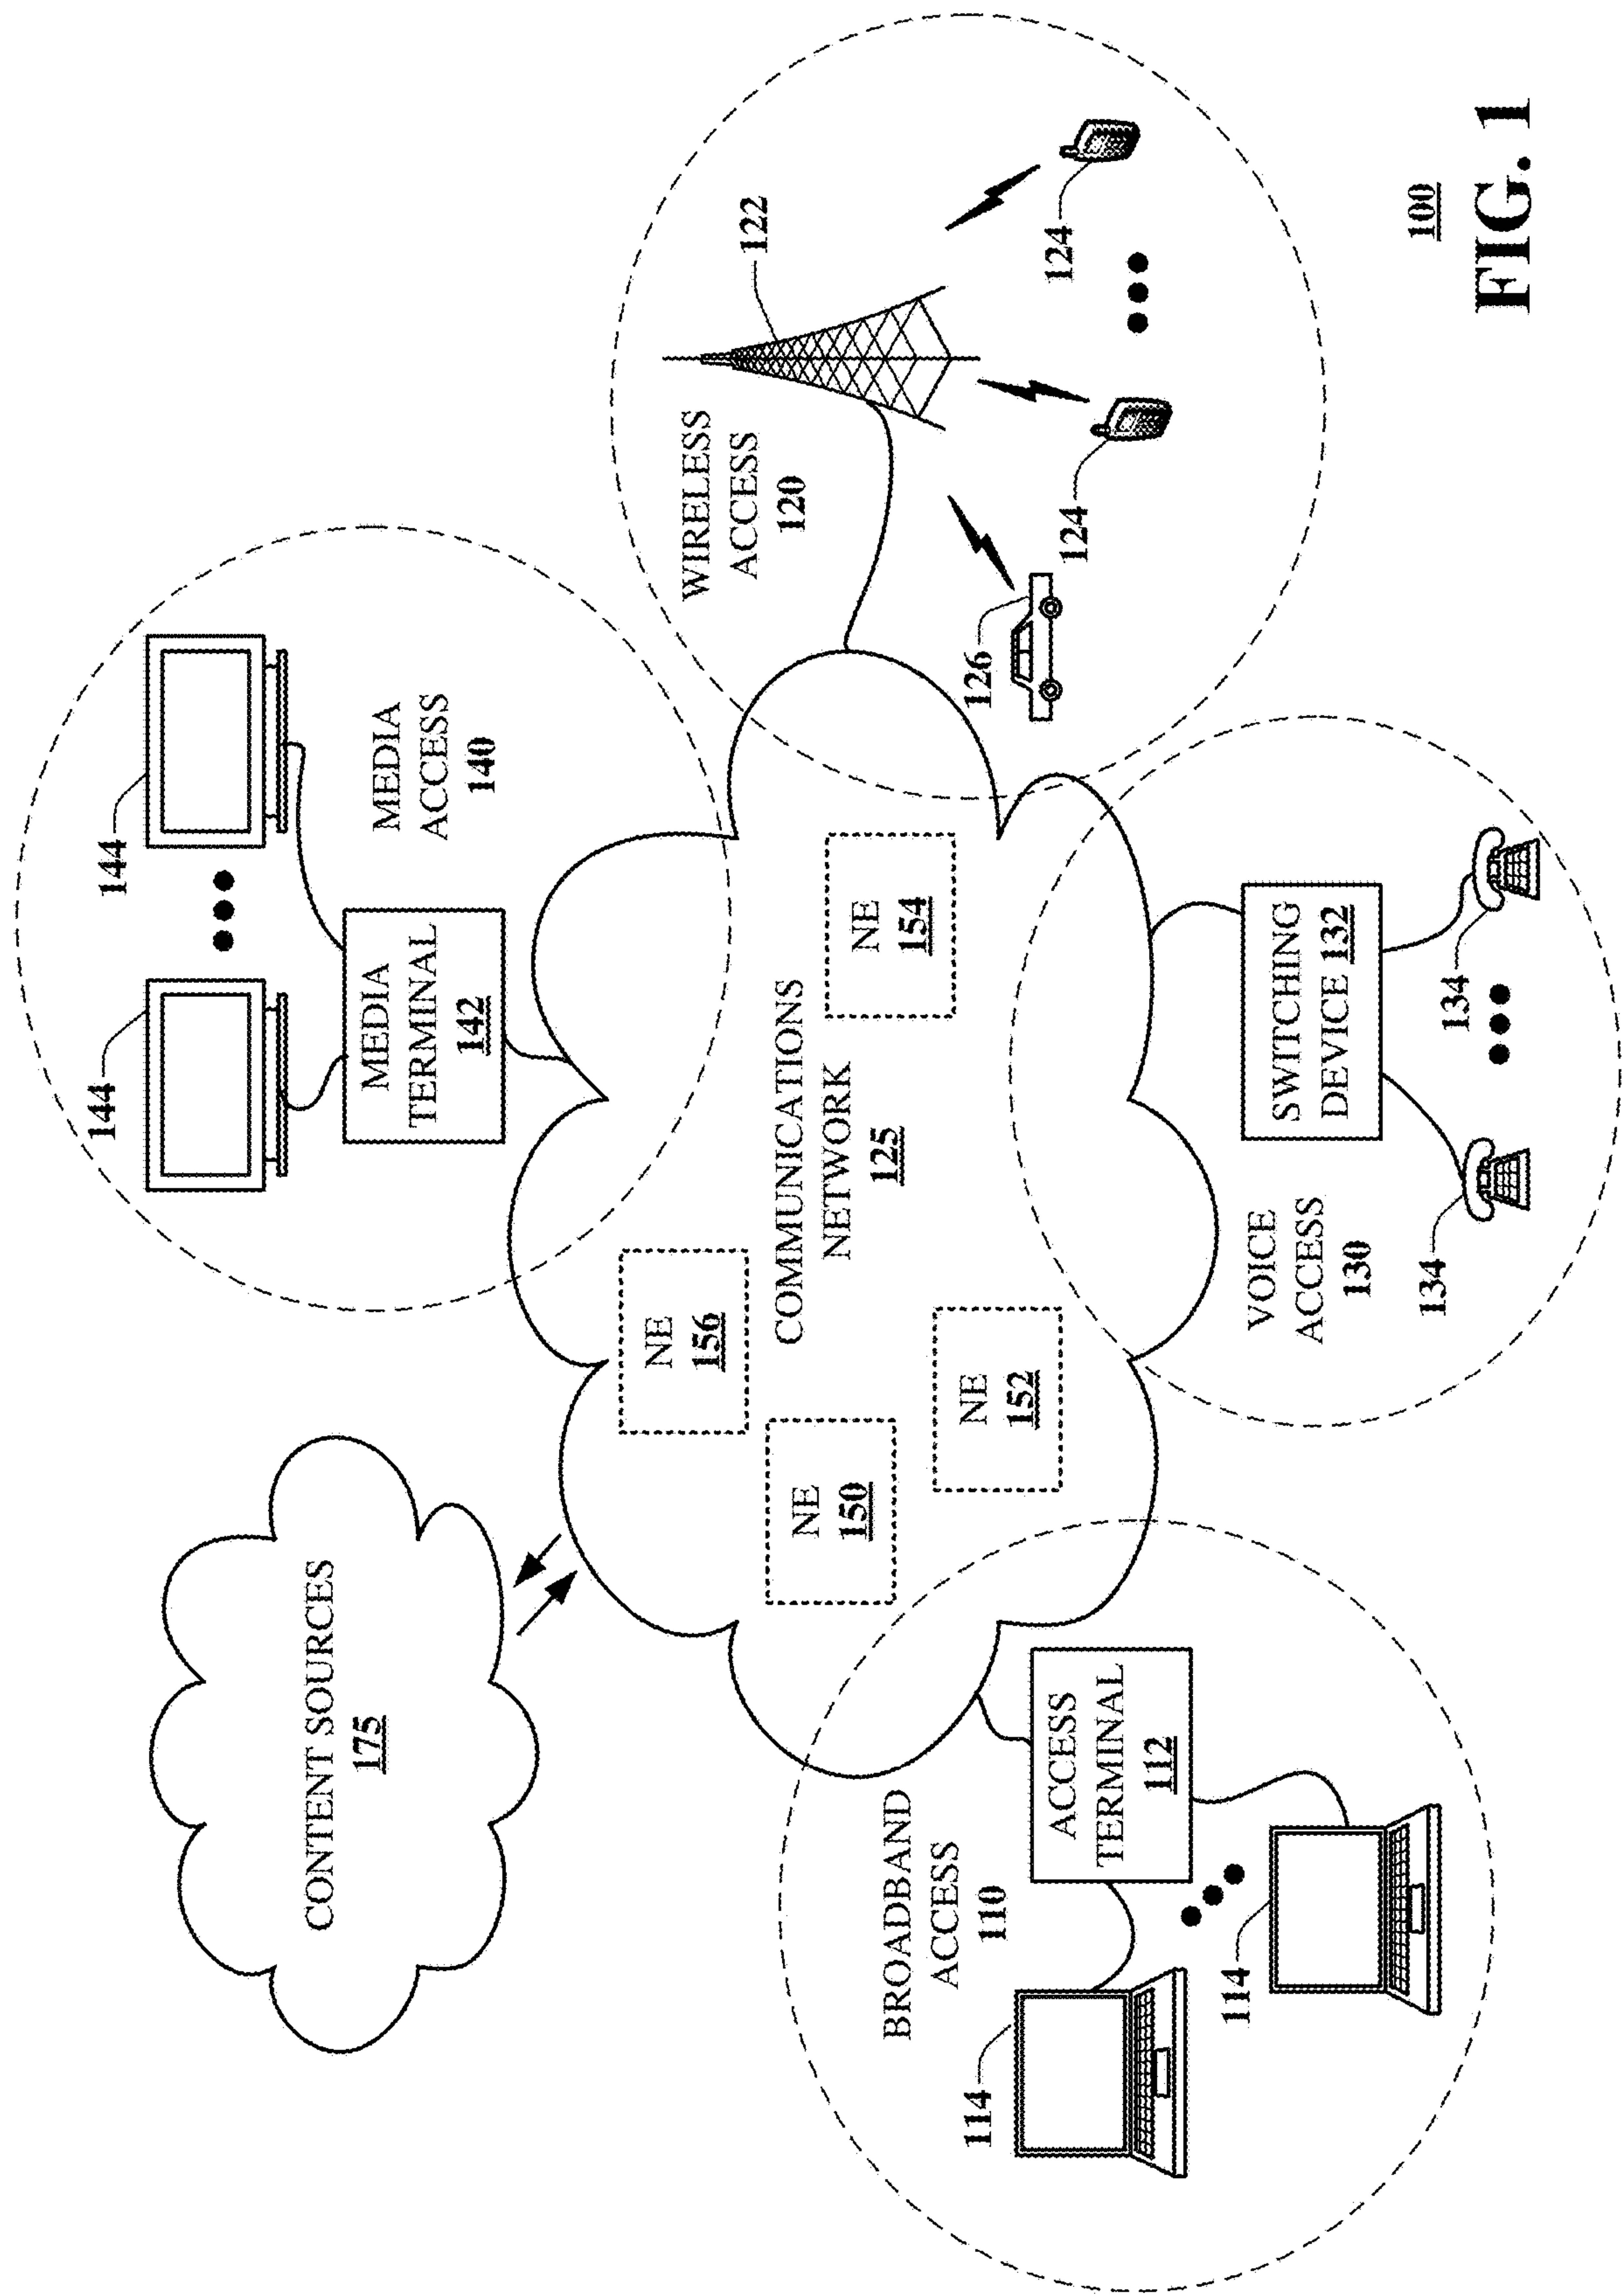 144
144
CONTENT SOURCES
175
MEDIA
TERMINAL
142
MEDIA
ACCESS
140
NE
156
WIRELESS
ACCESS
120
122
COMMUNICATIONS
NETWORK
125
NE
150
NE
154
NE
152
BROADBAND
ACCESS
110
126
124
124
114
ACCESS
TERMINAL
112
114
VOICE
ACCESS
130
SWITCHING
DEVICE 132
134
134
100
FIG. 1